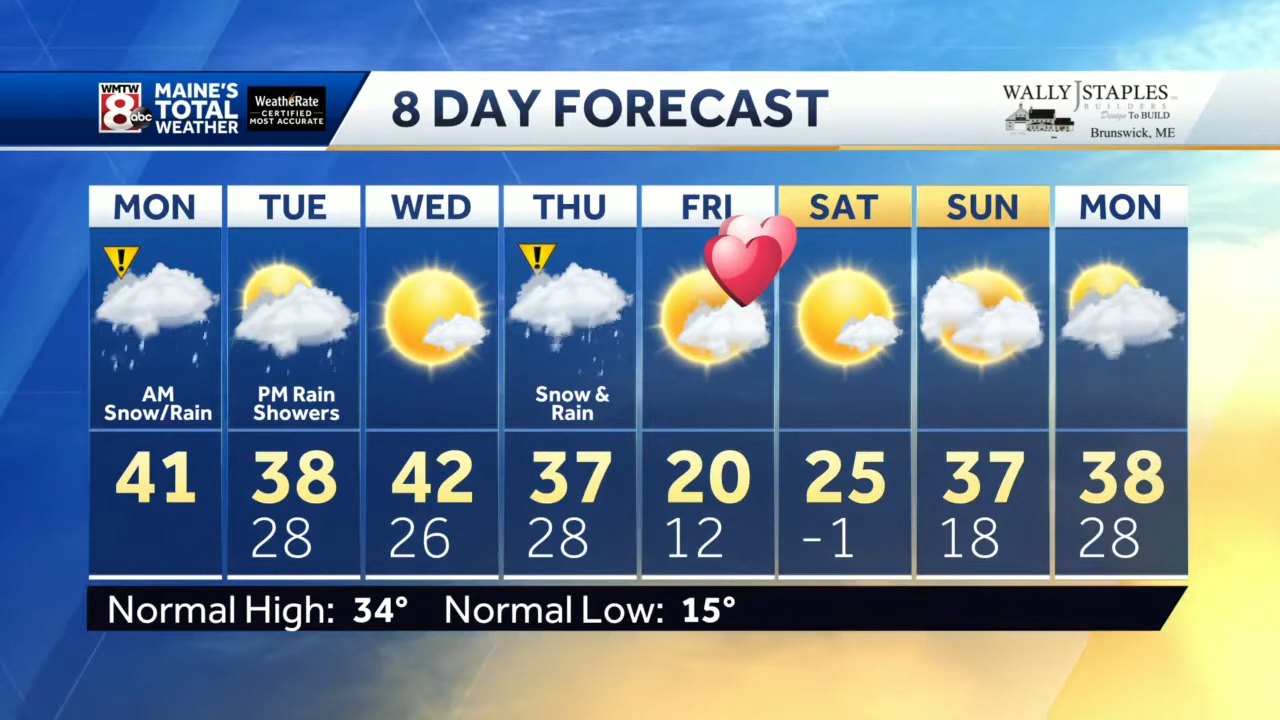 WMTW
8
abc
MAINE'S
TOTAL
WEATHER
WeatheRate
CERTIFIED
MOST ACCURATE
8 DAY FORECAST
WALLY J STAPLES
BUILDERS
Design To BUILD
Brunswick, ME
MON TUE WED THU FRI SAT SUN MON
! !
AM PM Rain Snow &
Snow/Rain Showers Rain
41 38 42 37 20 25 37 38
28 26 28 12 -1 18 28
Normal High: 34° Normal Low: 15°